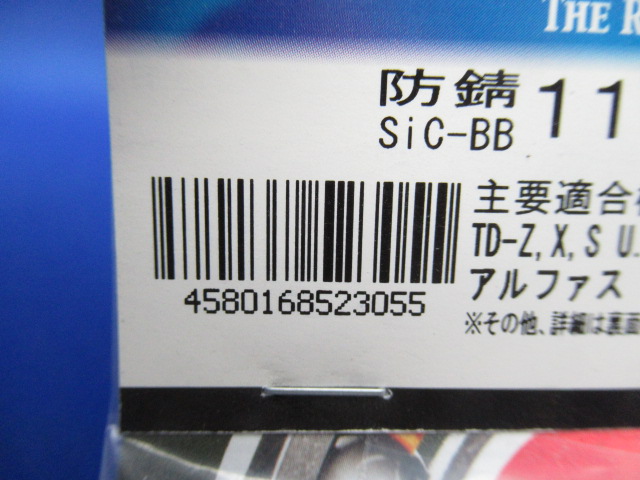 THE R
防錆 11
SiC-BB
主要適合
TD-Z,X,S U
アルファス
※その他、詳細は裏面
4580168523055